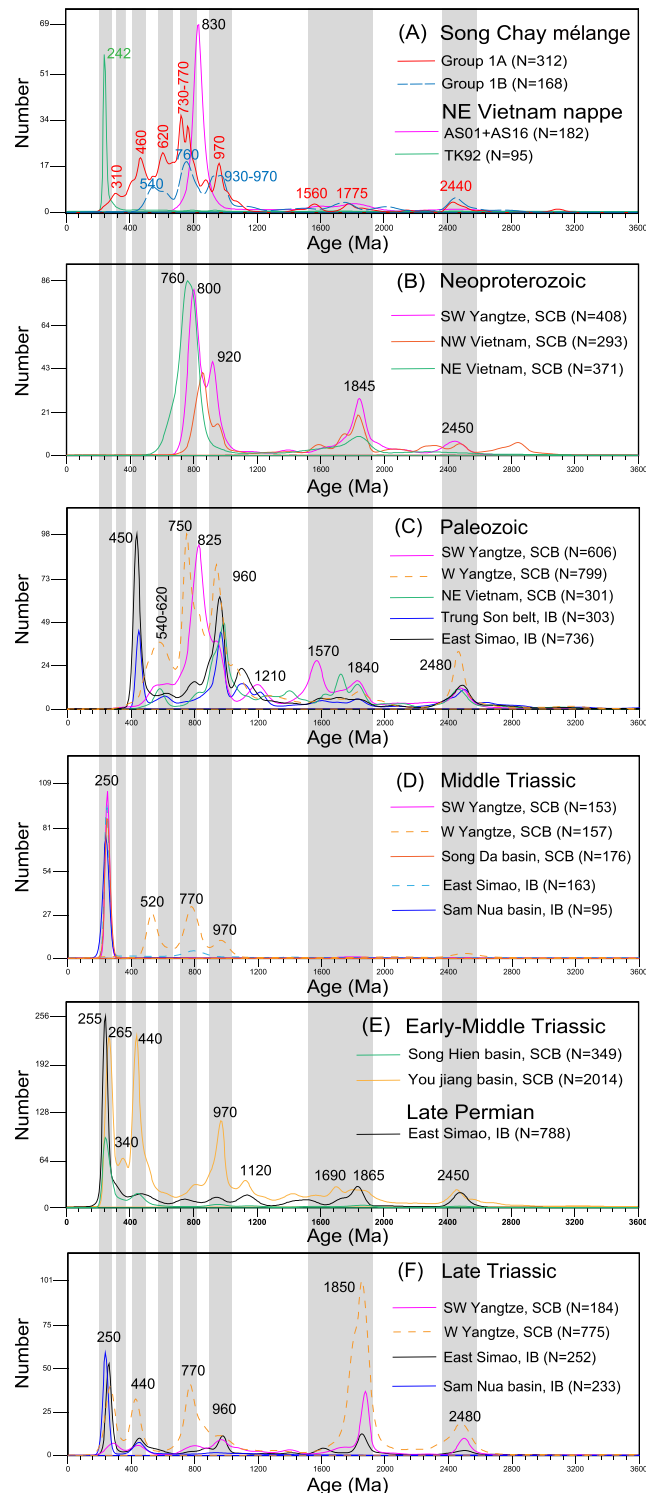 (A) Song Chay mélange
Group 1A (N=312)
Group 1B (N=168)
NE Vietnam nappe
AS01+AS16 (N=182)
TK92 (N=95)
Number
69
51
34
17
0
242
310
460
540
620
730-770
760
830
930-970
970
1560
1775
2440
0 400 800 1200 1600 2000 2400 2800 3200 3600
Age (Ma)
(B) Neoproterozoic
SW Yangtze, SCB (N=408)
NW Vietnam, SCB (N=293)
NE Vietnam, SCB (N=371)
Number
86
64
43
21
0
760
800
920
1845
2450
0 400 800 1200 1600 2000 2400 2800 3200 3600
Age (Ma)
(C) Paleozoic
SW Yangtze, SCB (N=606)
W Yangtze, SCB (N=799)
NE Vietnam, SCB (N=301)
Trung Son belt, IB (N=303)
East Simao, IB (N=736)
Number
98
73
49
24
0
450
540-620
750
825
960
1210
1570
1840
2480
0 400 800 1200 1600 2000 2400 2800 3200 3600
Age (Ma)
(D) Middle Triassic
SW Yangtze, SCB (N=153)
W Yangtze, SCB (N=157)
Song Da basin, SCB (N=176)
East Simao, IB (N=163)
Sam Nua basin, IB (N=95)
Number
109
81
54
27
0
250
520
770
970
0 400 800 1200 1600 2000 2400 2800 3200 3600
Age (Ma)
(E) Early-Middle Triassic
Song Hien basin, SCB (N=349)
You jiang basin, SCB (N=2014)
Late Permian
East Simao, IB (N=788)
Number
256
192
128
64
0
255
265
340
440
970
1120
1690
1865
2450
0 400 800 1200 1600 2000 2400 2800 3200 3600
Age (Ma)
(F) Late Triassic
SW Yangtze, SCB (N=184)
W Yangtze, SCB (N=775)
East Simao, IB (N=252)
Sam Nua basin, IB (N=233)
Number
101
75
50
25
0
250
440
770
960
1850
2480
0 400 800 1200 1600 2000 2400 2800 3200 3600
Age (Ma)